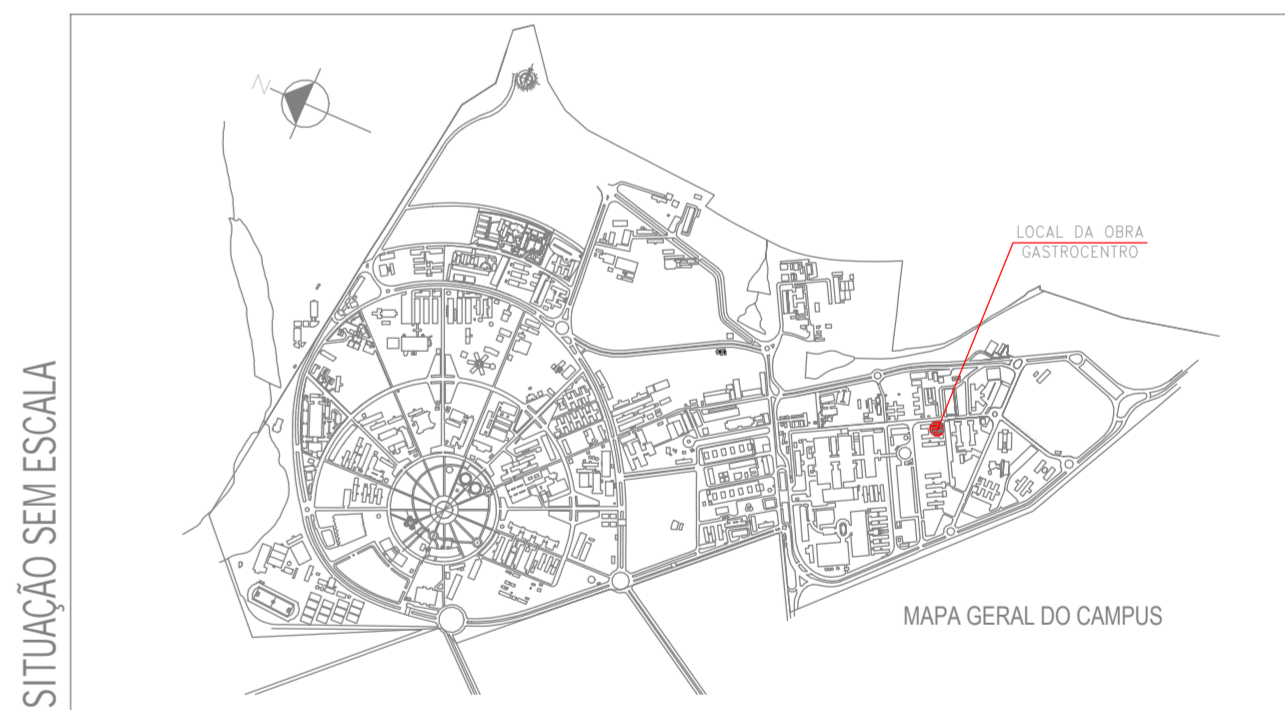 SITUAÇÃO SEM ESCALA
N
LOCAL DA OBRA
GASTROCENTRO
MAPA GERAL DO CAMPUS